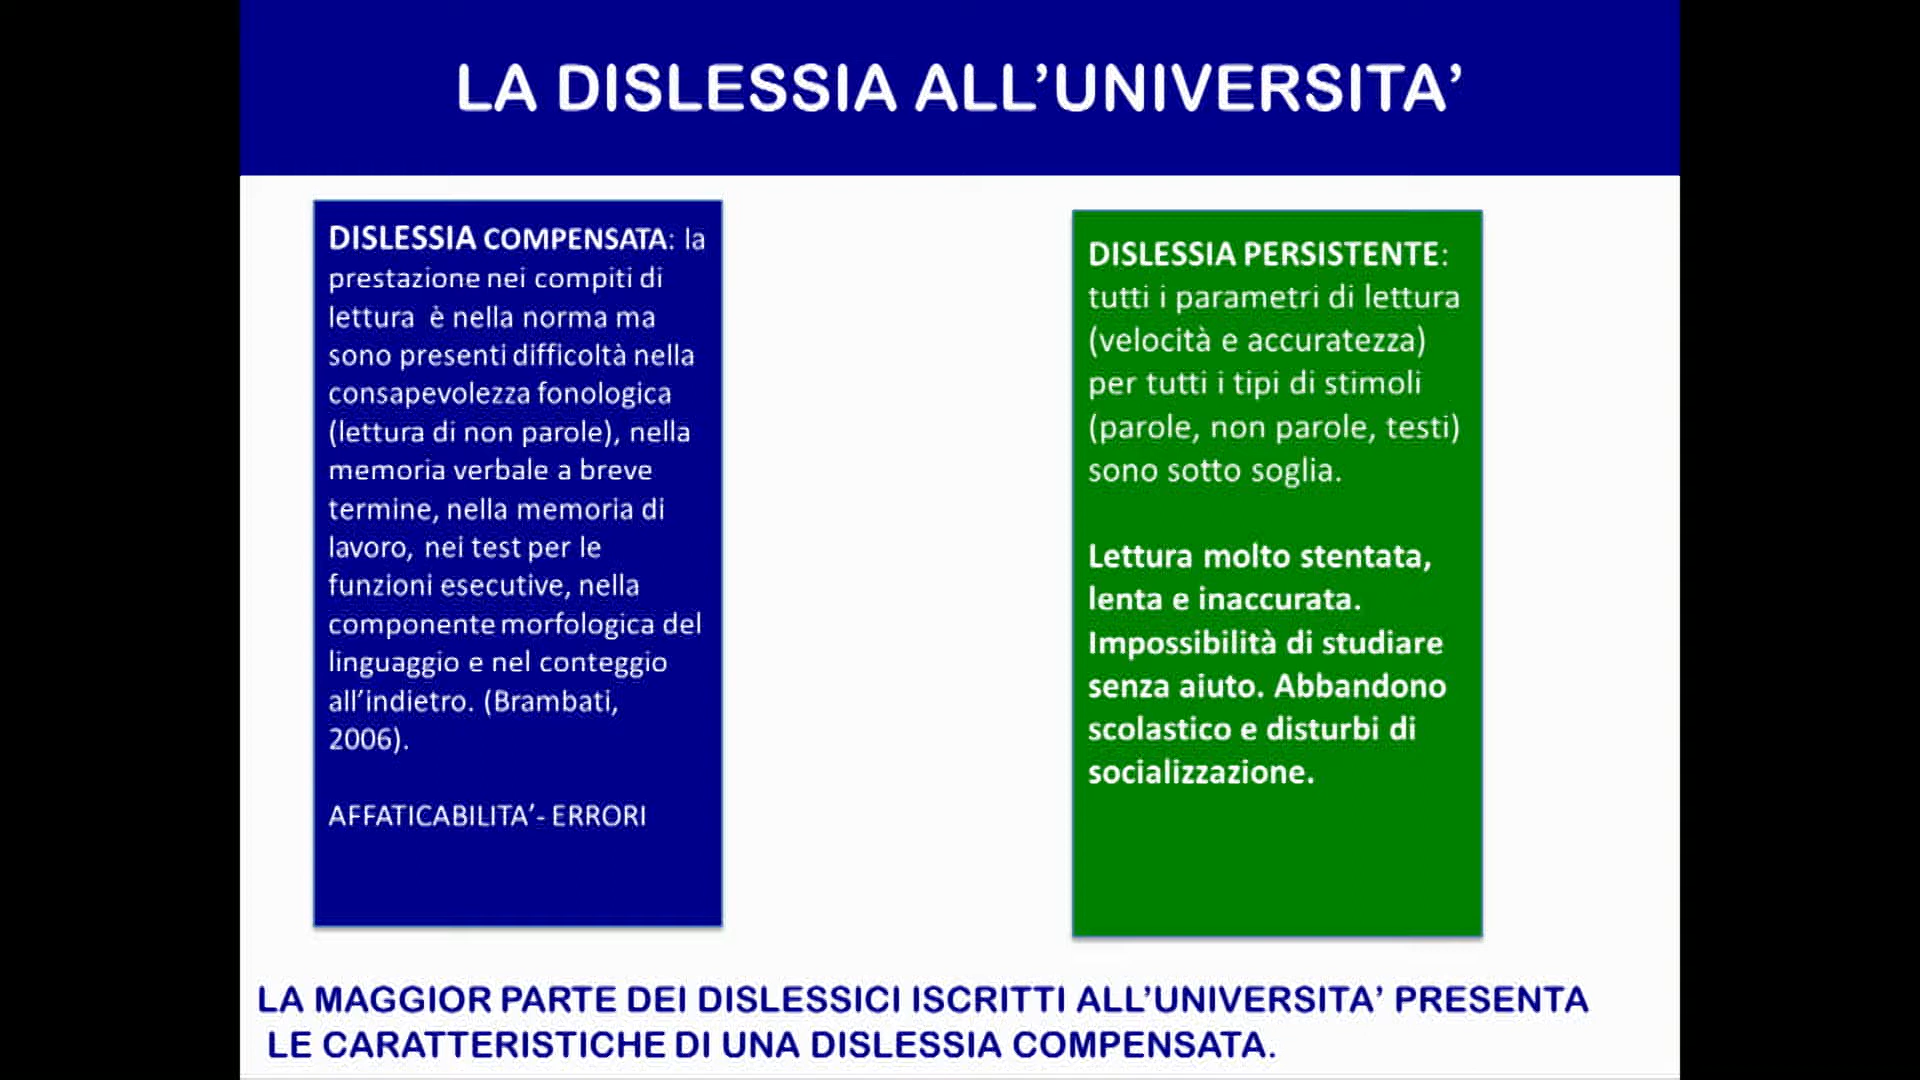 LA DISLESSIA ALL’UNIVERSITA’
DISLESSIA COMPENSATA: la
prestazione nei compiti di
lettura è nella norma ma
sono presenti difficoltà nella
consapevolezza fonologica
(lettura di non parole), nella
memoria verbale a breve
termine, nella memoria di
lavoro, nei test per le
funzioni esecutive, nella
componente morfologica del
linguaggio e nel conteggio
all’indietro. (Brambati,
2006).
AFFATICABILITA’- ERRORI
DISLESSIA PERSISTENTE:
tutti i parametri di lettura
(velocità e accuratezza)
per tutti i tipi di stimoli
(parole, non parole, testi)
sono sotto soglia.
Lettura molto stentata,
lenta e inaccurata.
Impossibilità di studiare
senza aiuto. Abbandono
scolastico e disturbi di
socializzazione.
LA MAGGIOR PARTE DEI DISLESSICI ISCRITTI ALL’UNIVERSITA’ PRESENTA
LE CARATTERISTICHE DI UNA DISLESSIA COMPENSATA.